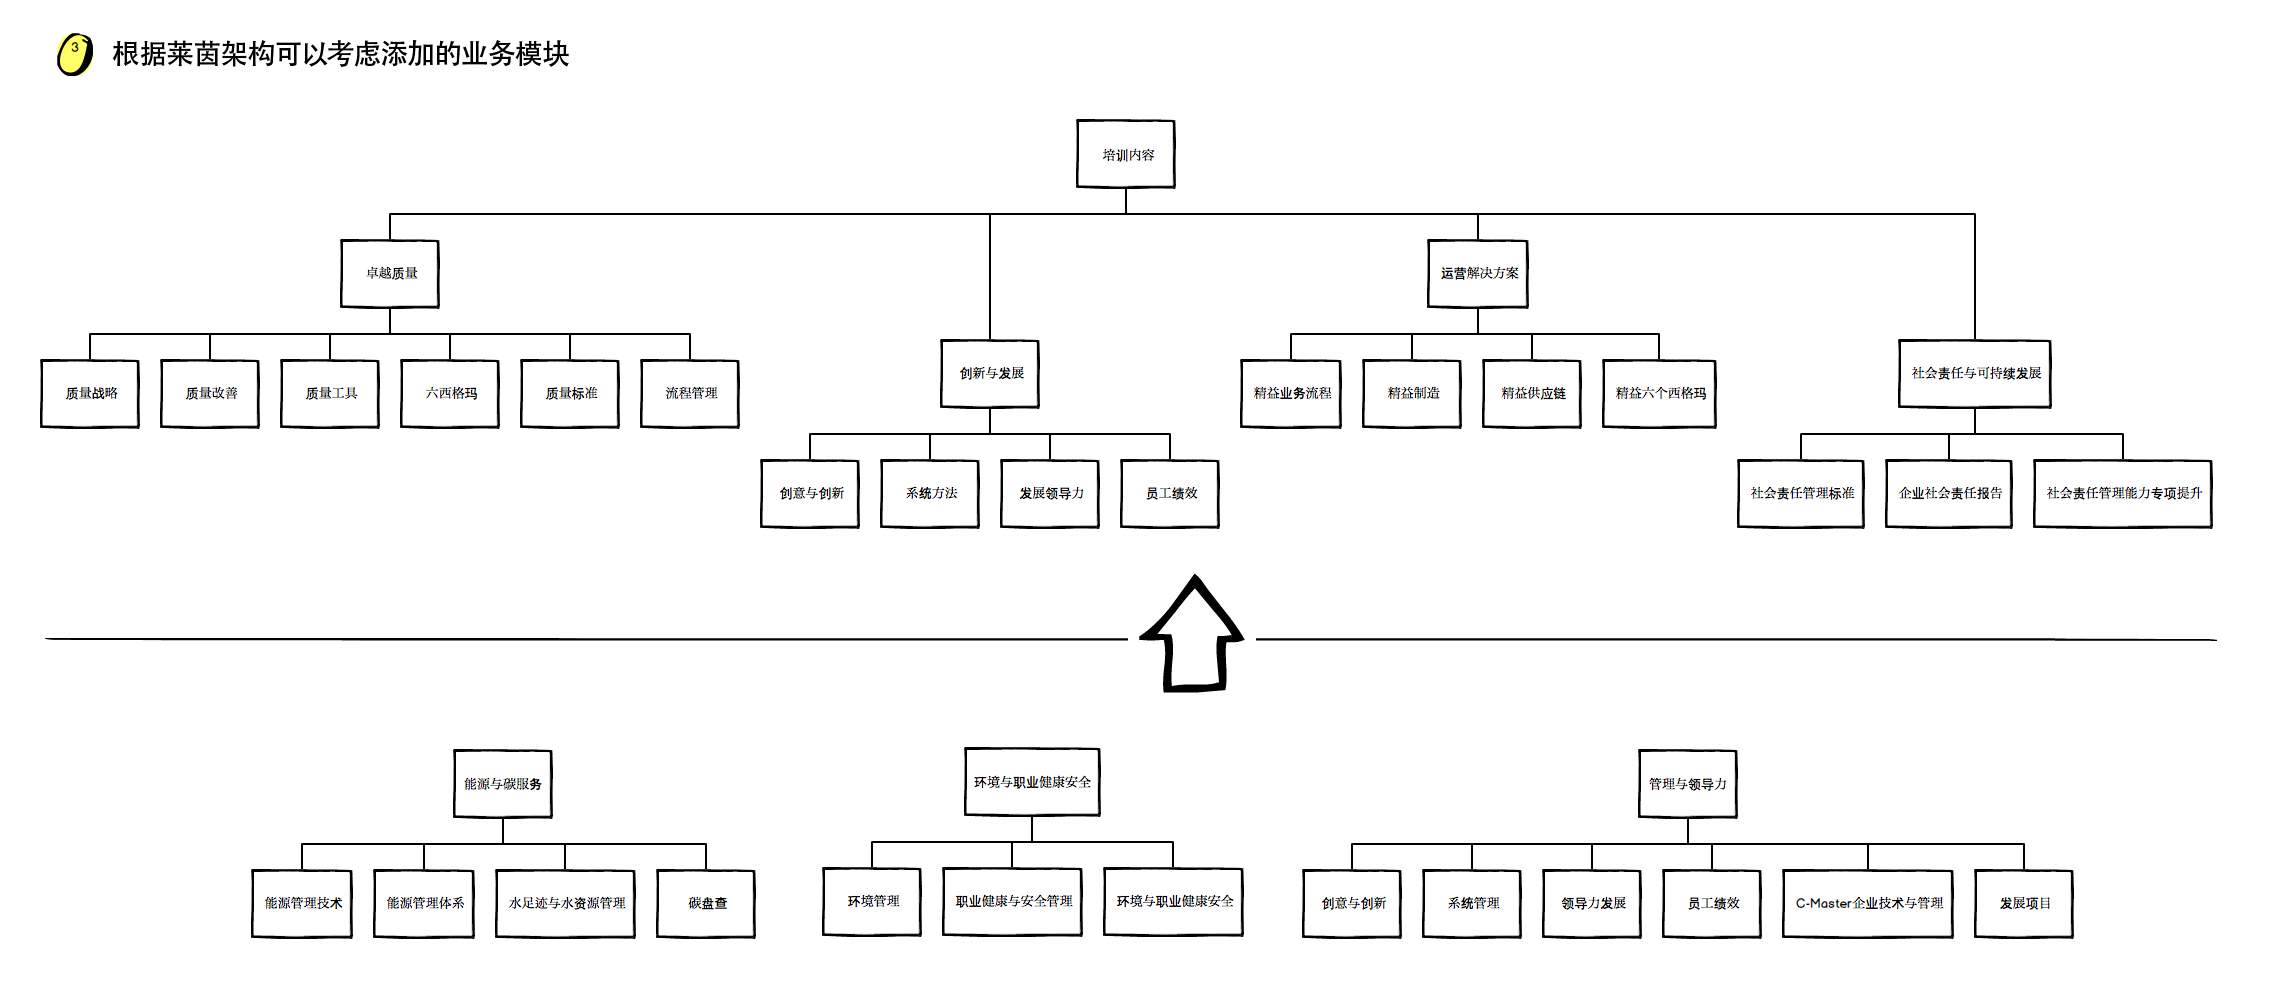 3
根据莱茵架构可以考虑添加的业务模块
培训内容
卓越质量
运营解决方案
创新与发展
社会责任与可持续发展
质量战略
质量改善
质量工具
六西格玛
质量标准
流程管理
精益业务流程
精益制造
精益供应链
精益六个西格玛
创意与创新
系统方法
发展领导力
员工绩效
社会责任管理标准
企业社会责任报告
社会责任管理能力专项提升
能源与碳服务
环境与职业健康安全
管理与领导力
能源管理技术
能源管理体系
水足迹与水资源管理
碳盘查
环境管理
职业健康与安全管理
环境与职业健康安全
创意与创新
系统管理
领导力发展
员工绩效
C-Master企业技术与管理
发展项目